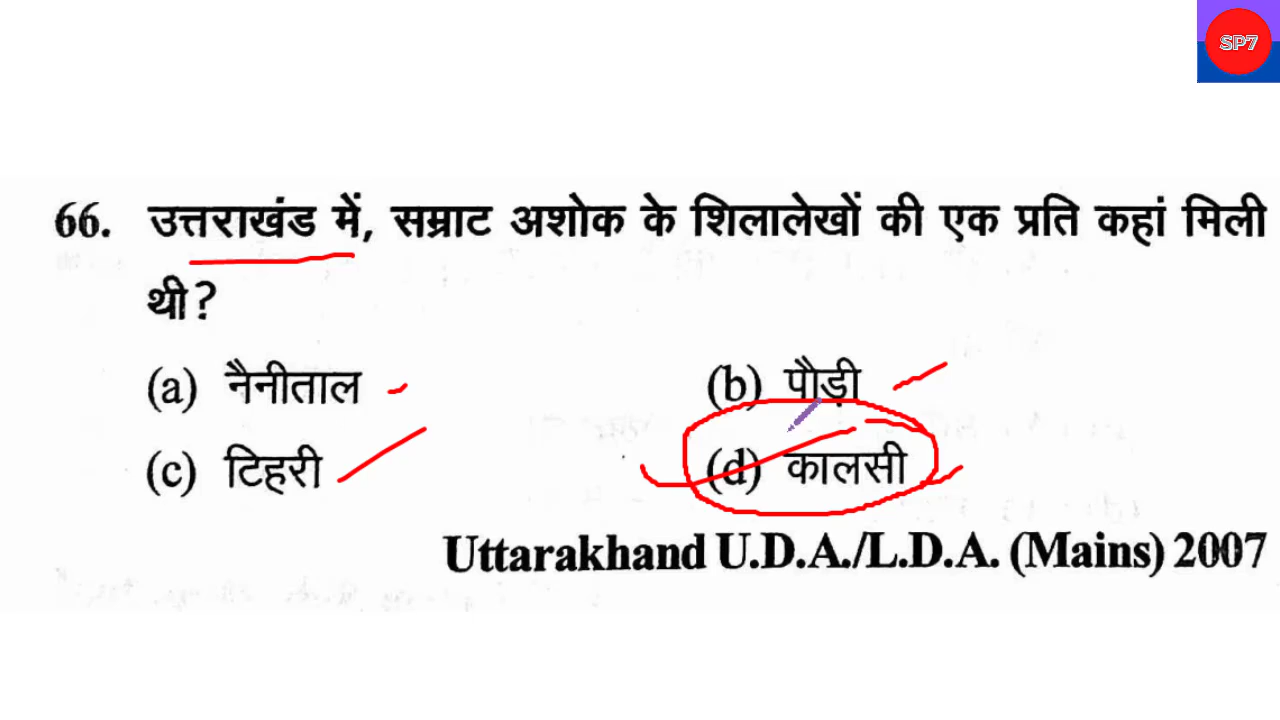 SP7
66. उत्तराखंड में, सम्राट अशोक के शिलालेखों की एक प्रति कहां मिली
थी?
(a) नैनीताल (b) पौड़ी
(c) टिहरी (d) कालसी
Uttarakhand U.D.A./L.D.A. (Mains) 2007